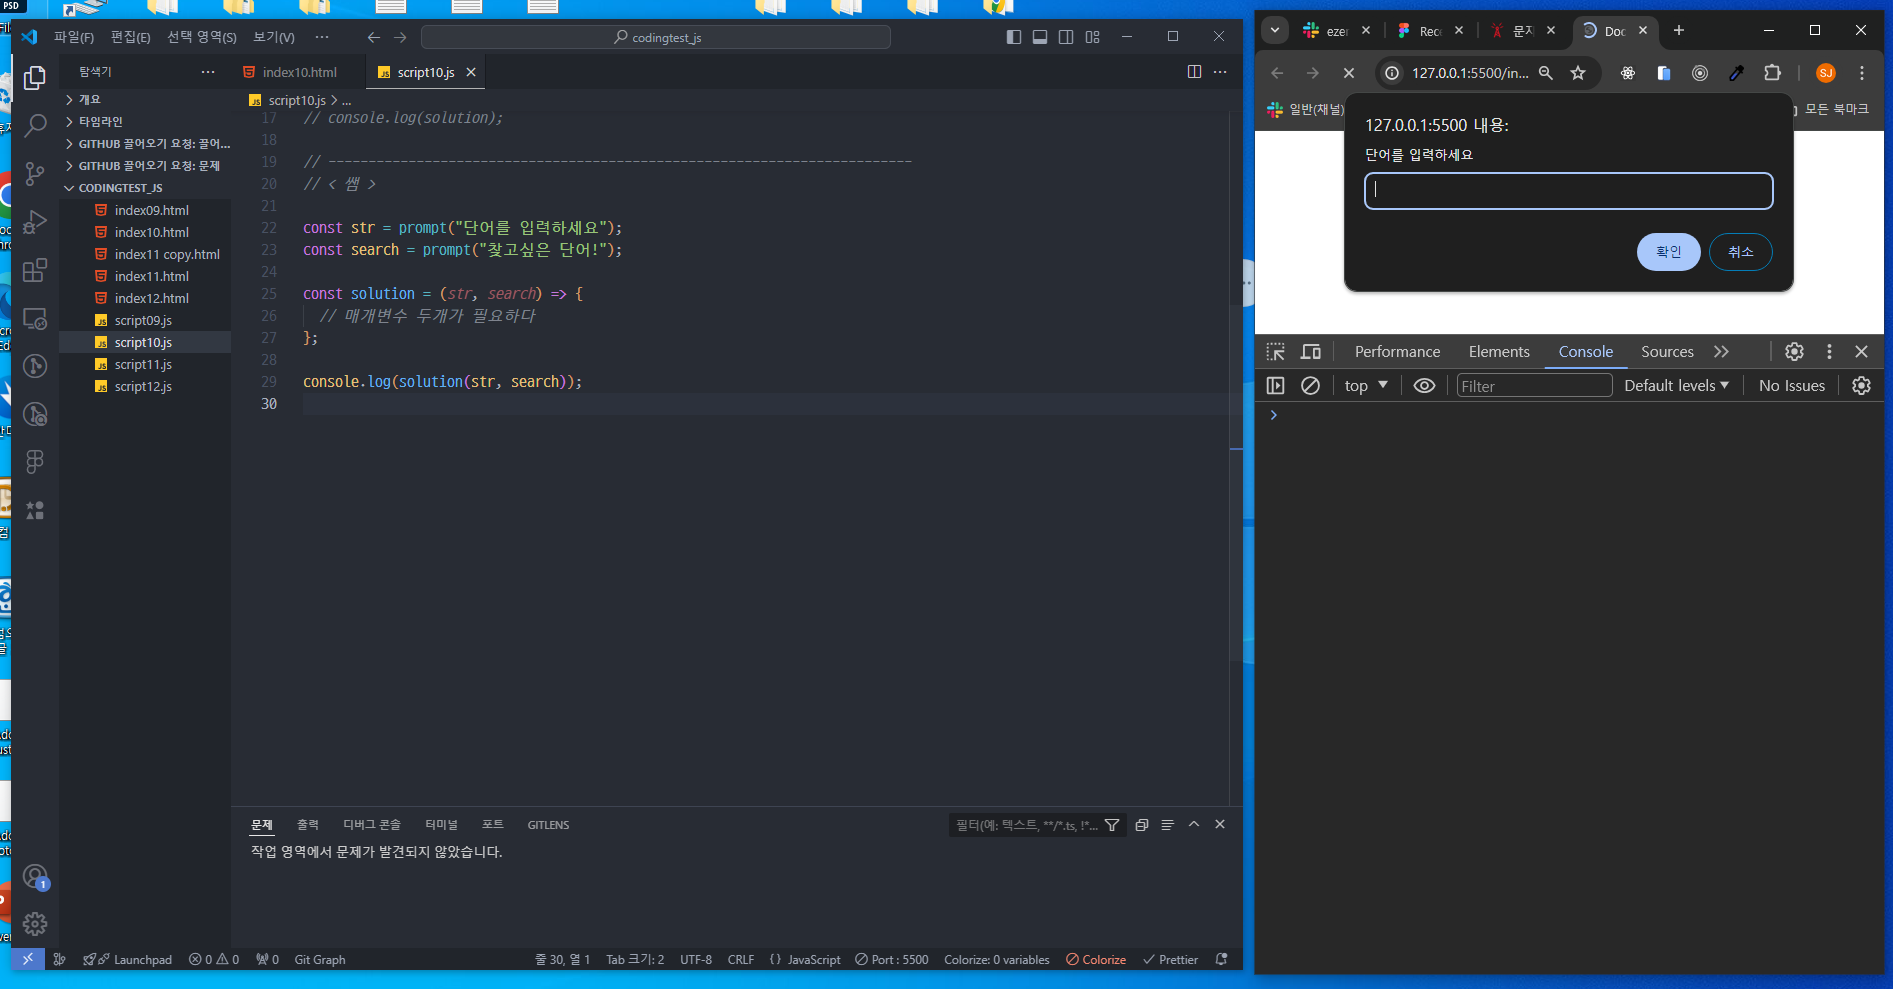 PSD
파일(F) 편집(E) 선택 영역(S) 보기(V) ··· codingtest_js
탐색기
개요
타임라인
GITHUB 끌어오기 요청: 끌어...
GITHUB 끌어오기 요청: 문제
CODINGTEST_JS
index09.html
index10.html
index11 copy.html
index11.html
index12.html
script09.js
script10.js
script11.js
script12.js
index10.html script10.js
script10.js > ...
17 // console.log(solution);
18
19 // -------------------------------------------------------------------------
20 // < 쌤 >
21
22 const str = prompt("단어를 입력하세요");
23 const search = prompt("찾고싶은 단어!");
24
25 const solution = (str, search) => {
26 // 매개변수 두개가 필요하다
27 };
28
29 console.log(solution(str, search));
30
문제 출력 디버그 콘솔 터미널 포트 GITLENS
필터(예: 텍스트, **/*.ts, !*...
작업 영역에서 문제가 발견되지 않았습니다.
1
Launchpad 0 0 0 Git Graph 줄 30, 열 1 Tab 크기: 2 UTF-8 CRLF {} JavaScript Port : 5500 Colorize: 0 variables Colorize Prettier
ezer Reco 문자 Doc
127.0.0.1:5500/in... SJ
일반(채널) 모든 북마크
127.0.0.1:5500 내용:
단어를 입력하세요
확인 취소
Performance Elements Console Sources
top Filter Default levels No Issues